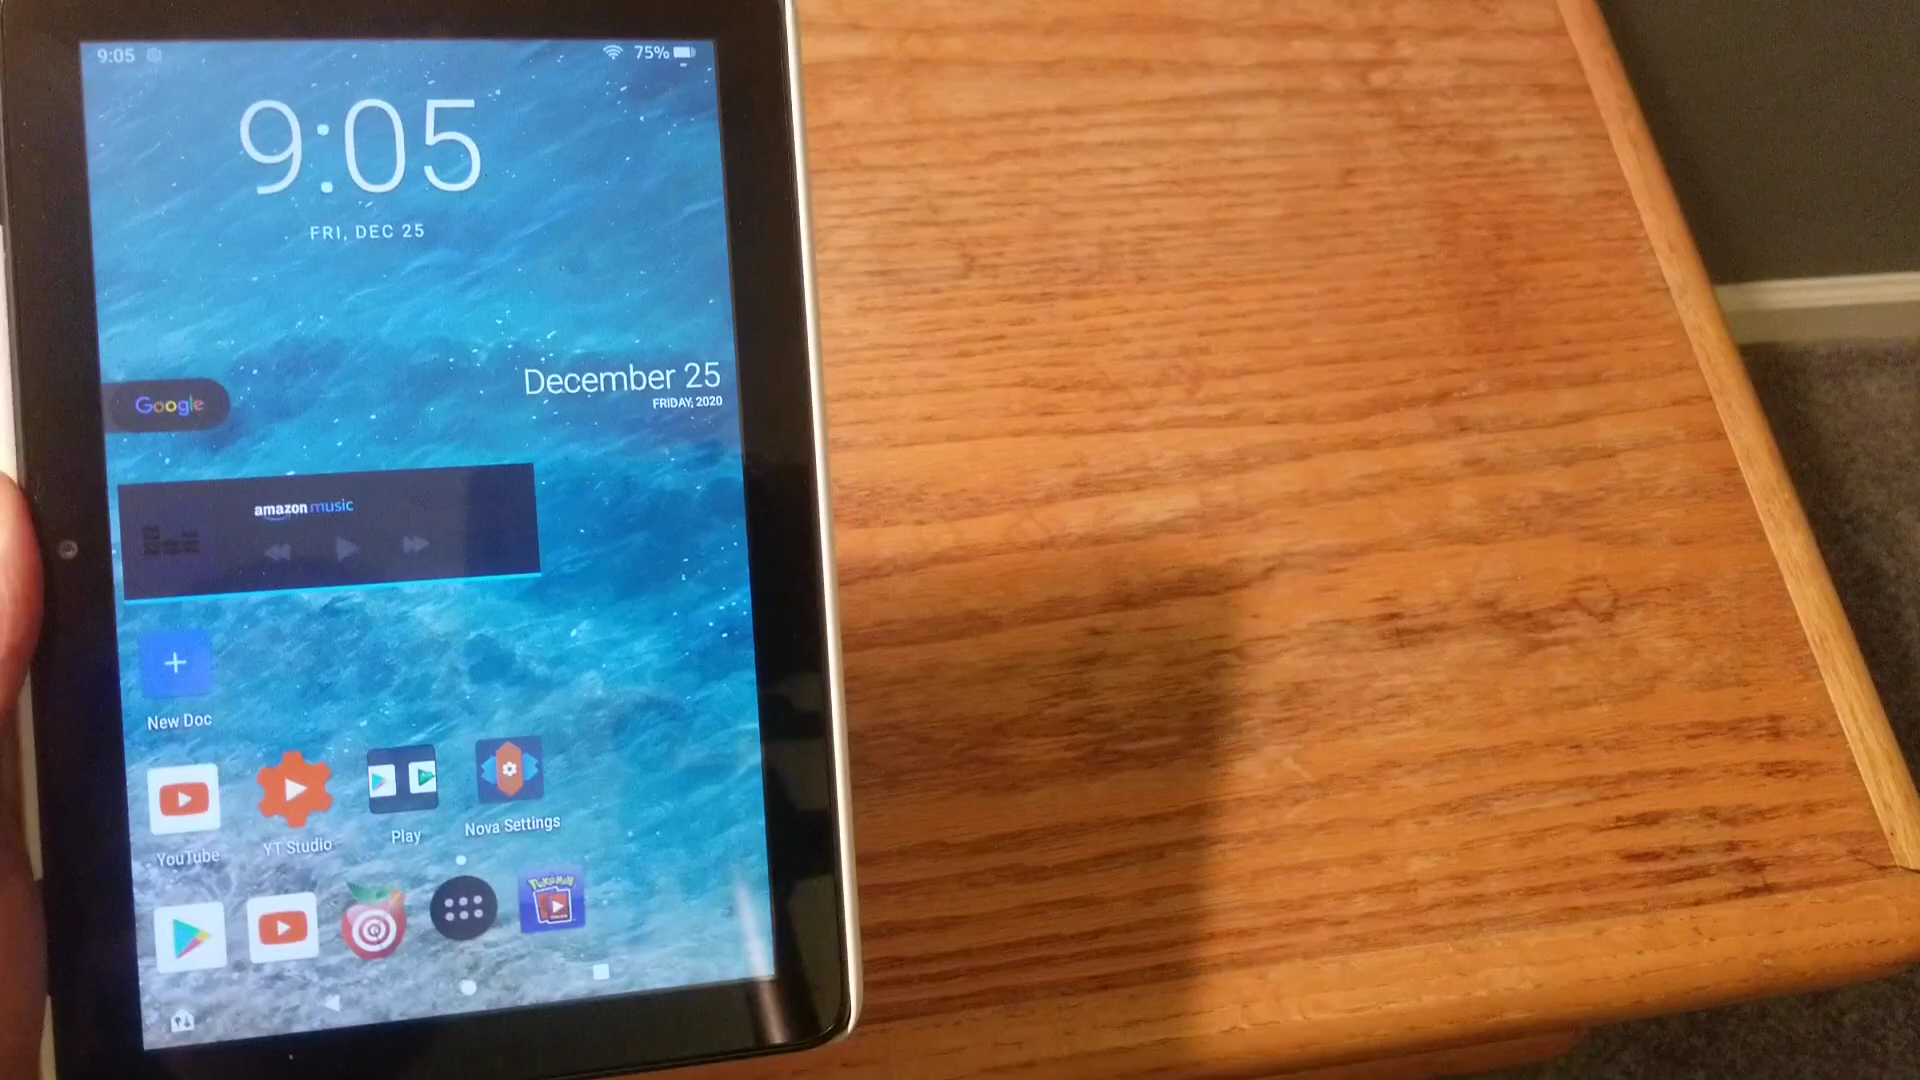 9:05
75%
9:05
FRI, DEC 25
December 25
FRIDAY, 2020
Google
amazon music
New Doc
YouTube
YT Studio
Play
Nova Settings
POKéMON